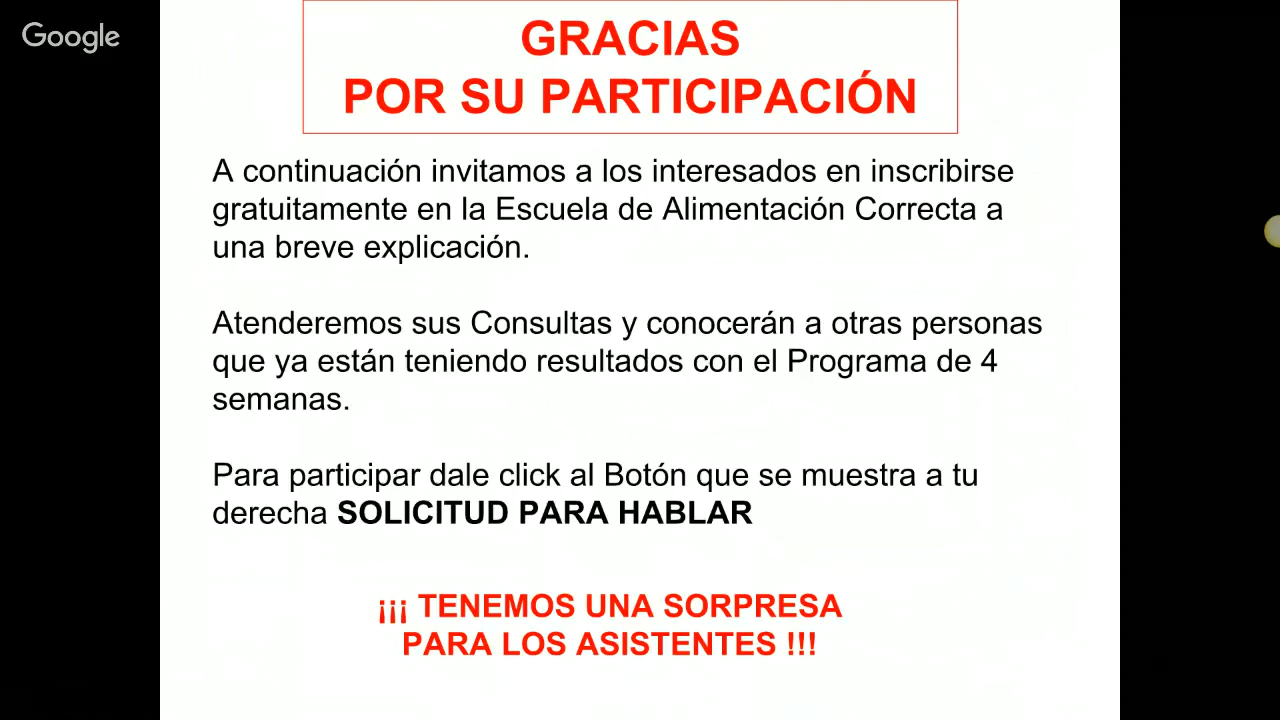 Google
GRACIAS
POR SU PARTICIPACIÓN
A continuación invitamos a los interesados en inscribirse
gratuitamente en la Escuela de Alimentación Correcta a
una breve explicación.
Atenderemos sus Consultas y conocerán a otras personas
que ya están teniendo resultados con el Programa de 4
semanas.
Para participar dale click al Botón que se muestra a tu
derecha SOLICITUD PARA HABLAR
¡¡¡ TENEMOS UNA SORPRESA
PARA LOS ASISTENTES !!!